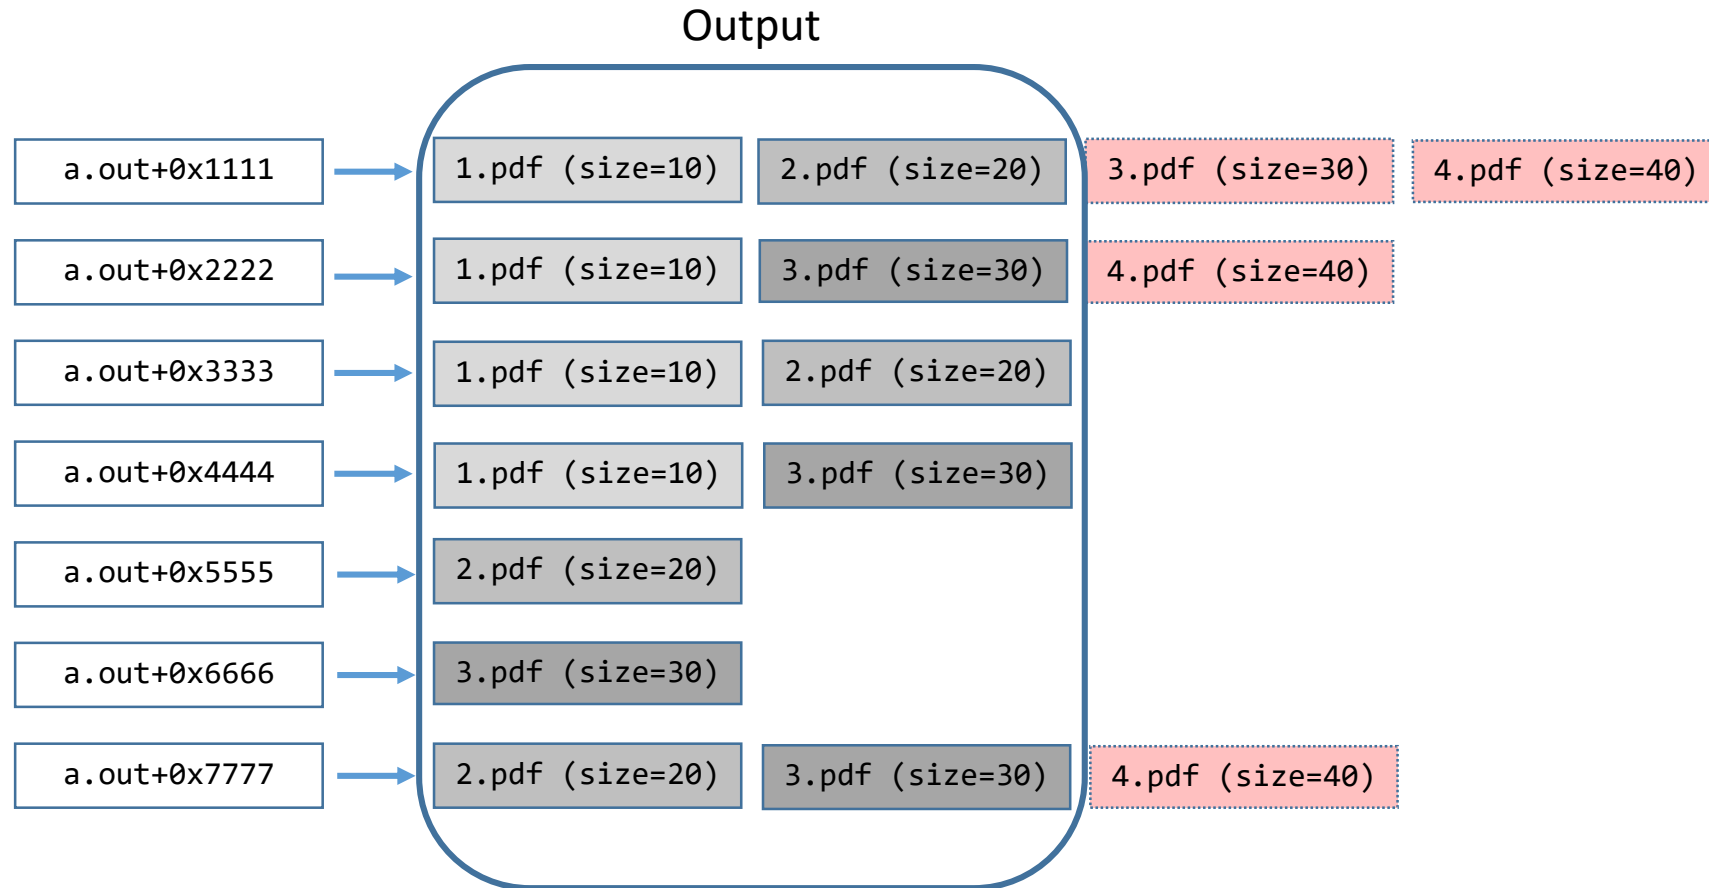 Output
a.out+0x1111 1.pdf (size=10) 2.pdf (size=20) 3.pdf (size=30) 4.pdf (size=40)
a.out+0x2222 1.pdf (size=10) 3.pdf (size=30) 4.pdf (size=40)
a.out+0x3333 1.pdf (size=10) 2.pdf (size=20)
a.out+0x4444 1.pdf (size=10) 3.pdf (size=30)
a.out+0x5555 2.pdf (size=20)
a.out+0x6666 3.pdf (size=30)
a.out+0x7777 2.pdf (size=20) 3.pdf (size=30) 4.pdf (size=40)